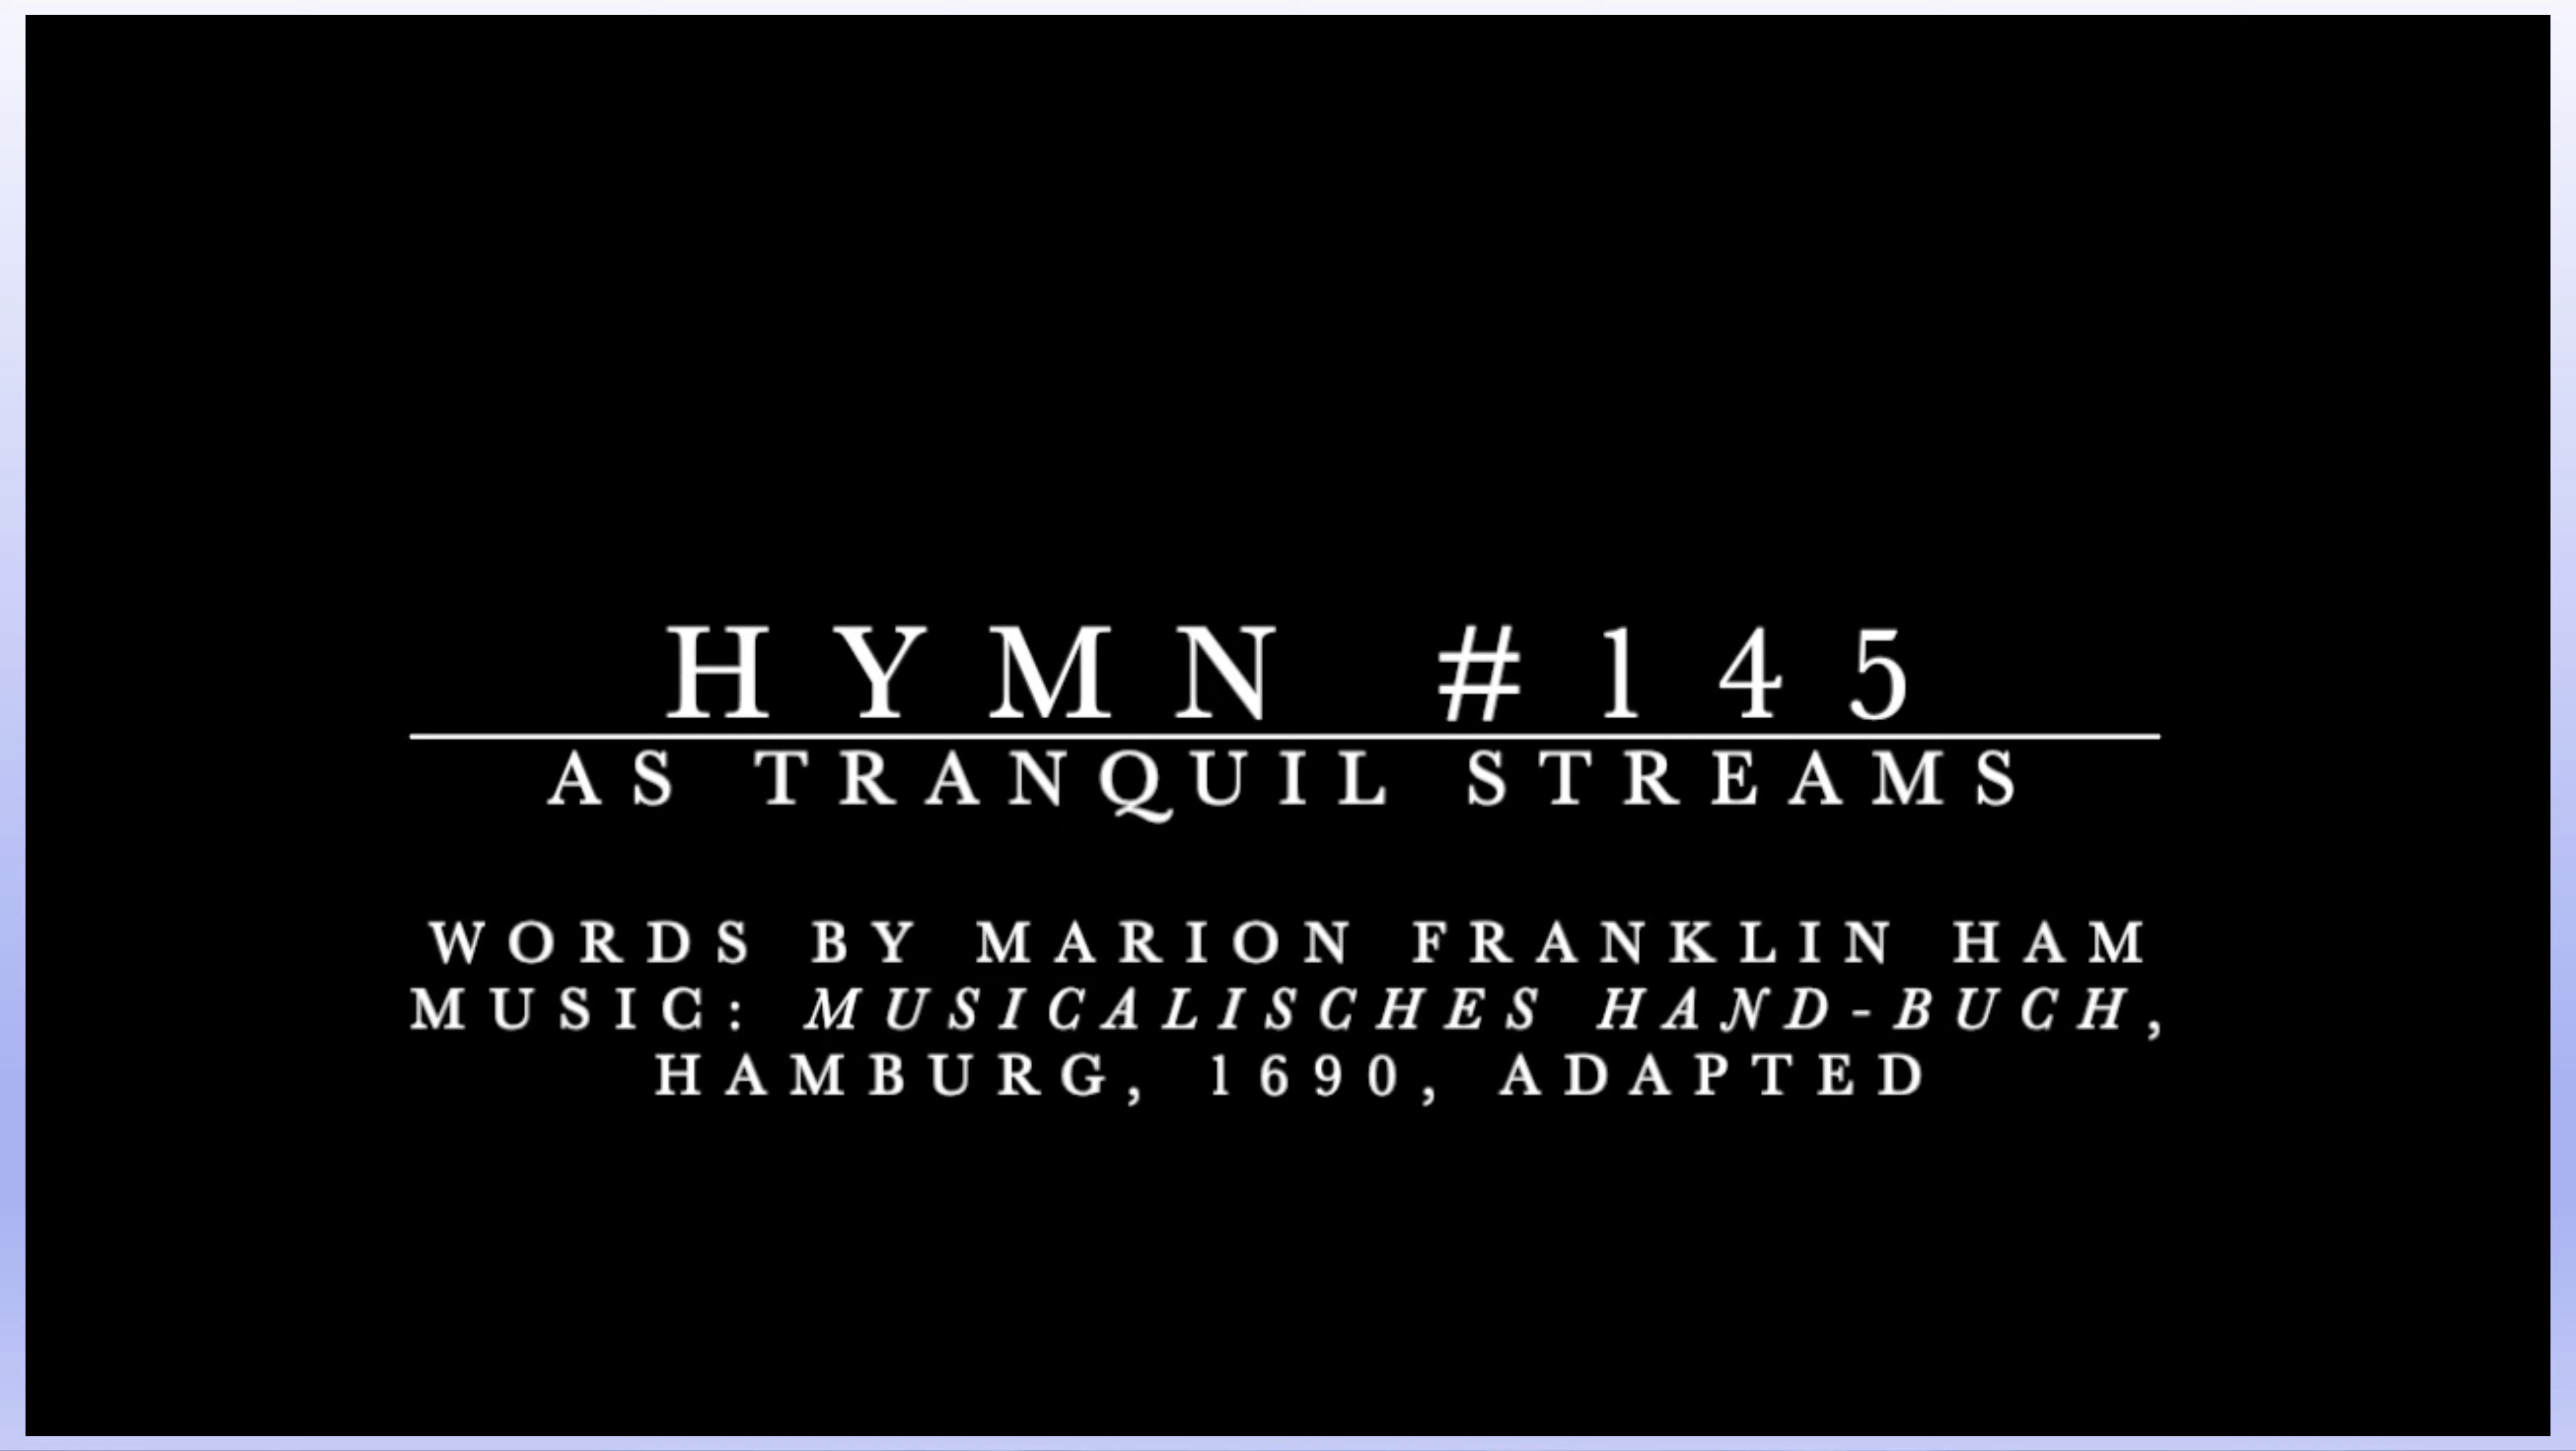 HYMN #145
AS TRANQUIL STREAMS
WORDS BY MARION FRANKLIN HAM
MUSIC: MUSICALISCHES HAND-BUCH,
HAMBURG, 1690, ADAPTED